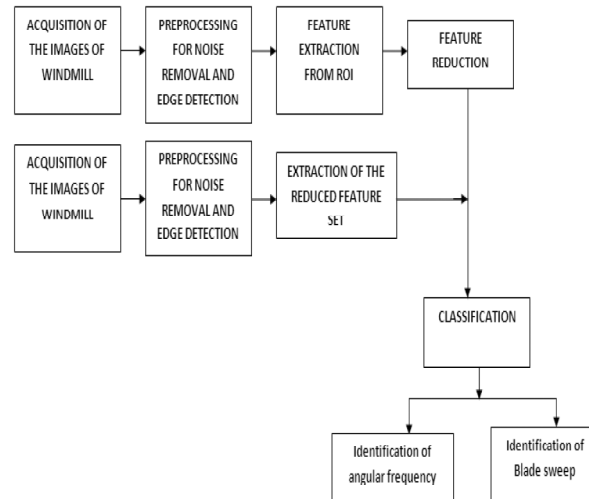 ACQUISITION OF
THE IMAGES OF
WINDMILL
PREPROCESSING
FOR NOISE
REMOVAL AND
EDGE DETECTION
FEATURE
EXTRACTION
FROM ROI
FEATURE
REDUCTION
ACQUISITION OF
THE IMAGES OF
WINDMILL
PREPROCESSING
FOR NOISE
REMOVAL AND
EDGE DETECTION
EXTRACTION OF THE
REDUCED FEATURE
SET
CLASSIFICATION
Identification of
angular frequency
Identification of
Blade sweep